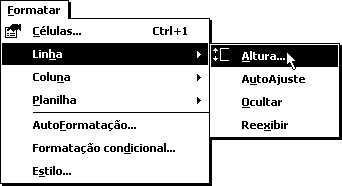 Formatar
Células... Ctrl+1
Linha
Coluna
Planilha
AutoFormatação...
Formatação condicional...
Estilo...
Altura...
AutoAjuste
Ocultar
Reexibir